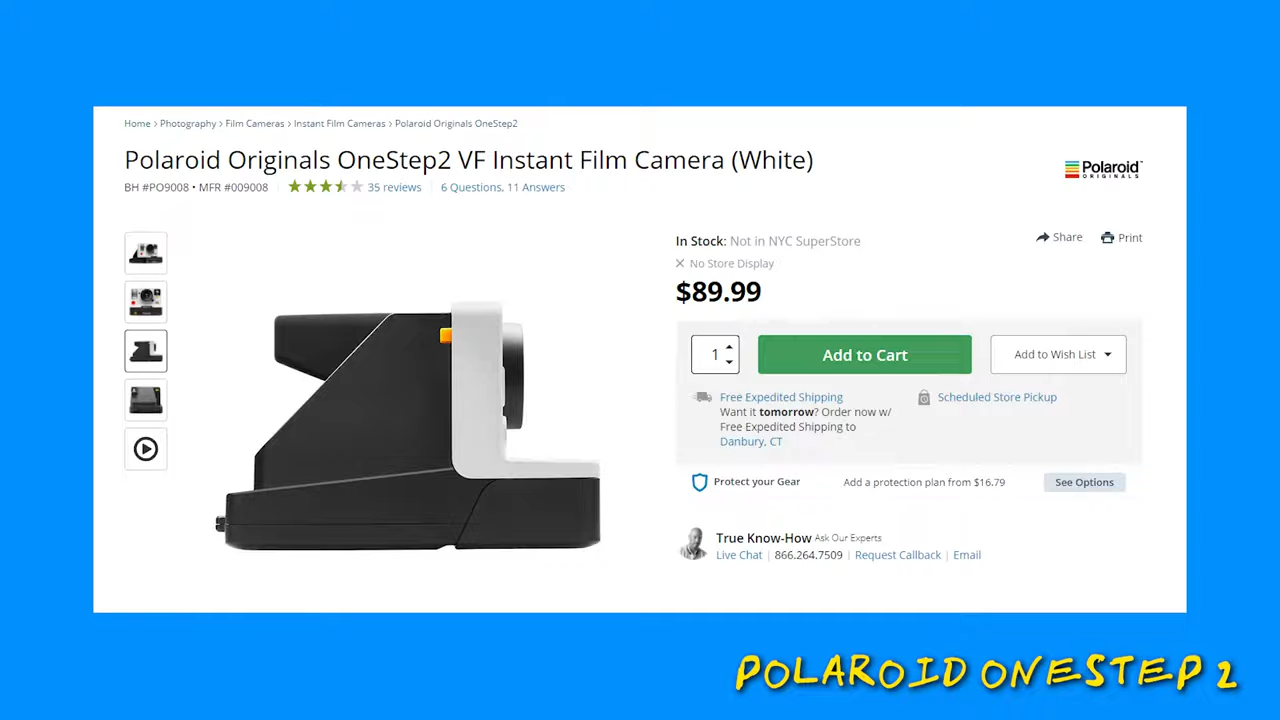 Home > Photography > Film Cameras > Instant Film Cameras > Polaroid Originals OneStep2
Polaroid Originals OneStep2 VF Instant Film Camera (White)
BH #PO9008 • MFR #009008 35 reviews 6 Questions, 11 Answers
Polaroid™
ORIGINALS
In Stock: Not in NYC SuperStore
Share Print
No Store Display
$89.99
1 Add to Cart Add to Wish List
Free Expedited Shipping
Want it tomorrow? Order now w/
Free Expedited Shipping to
Danbury, CT
Scheduled Store Pickup
Protect your Gear Add a protection plan from $16.79 See Options
True Know-How Ask Our Experts
Live Chat | 866.264.7509 | Request Callback | Email
POLAROID ONESTEP 2